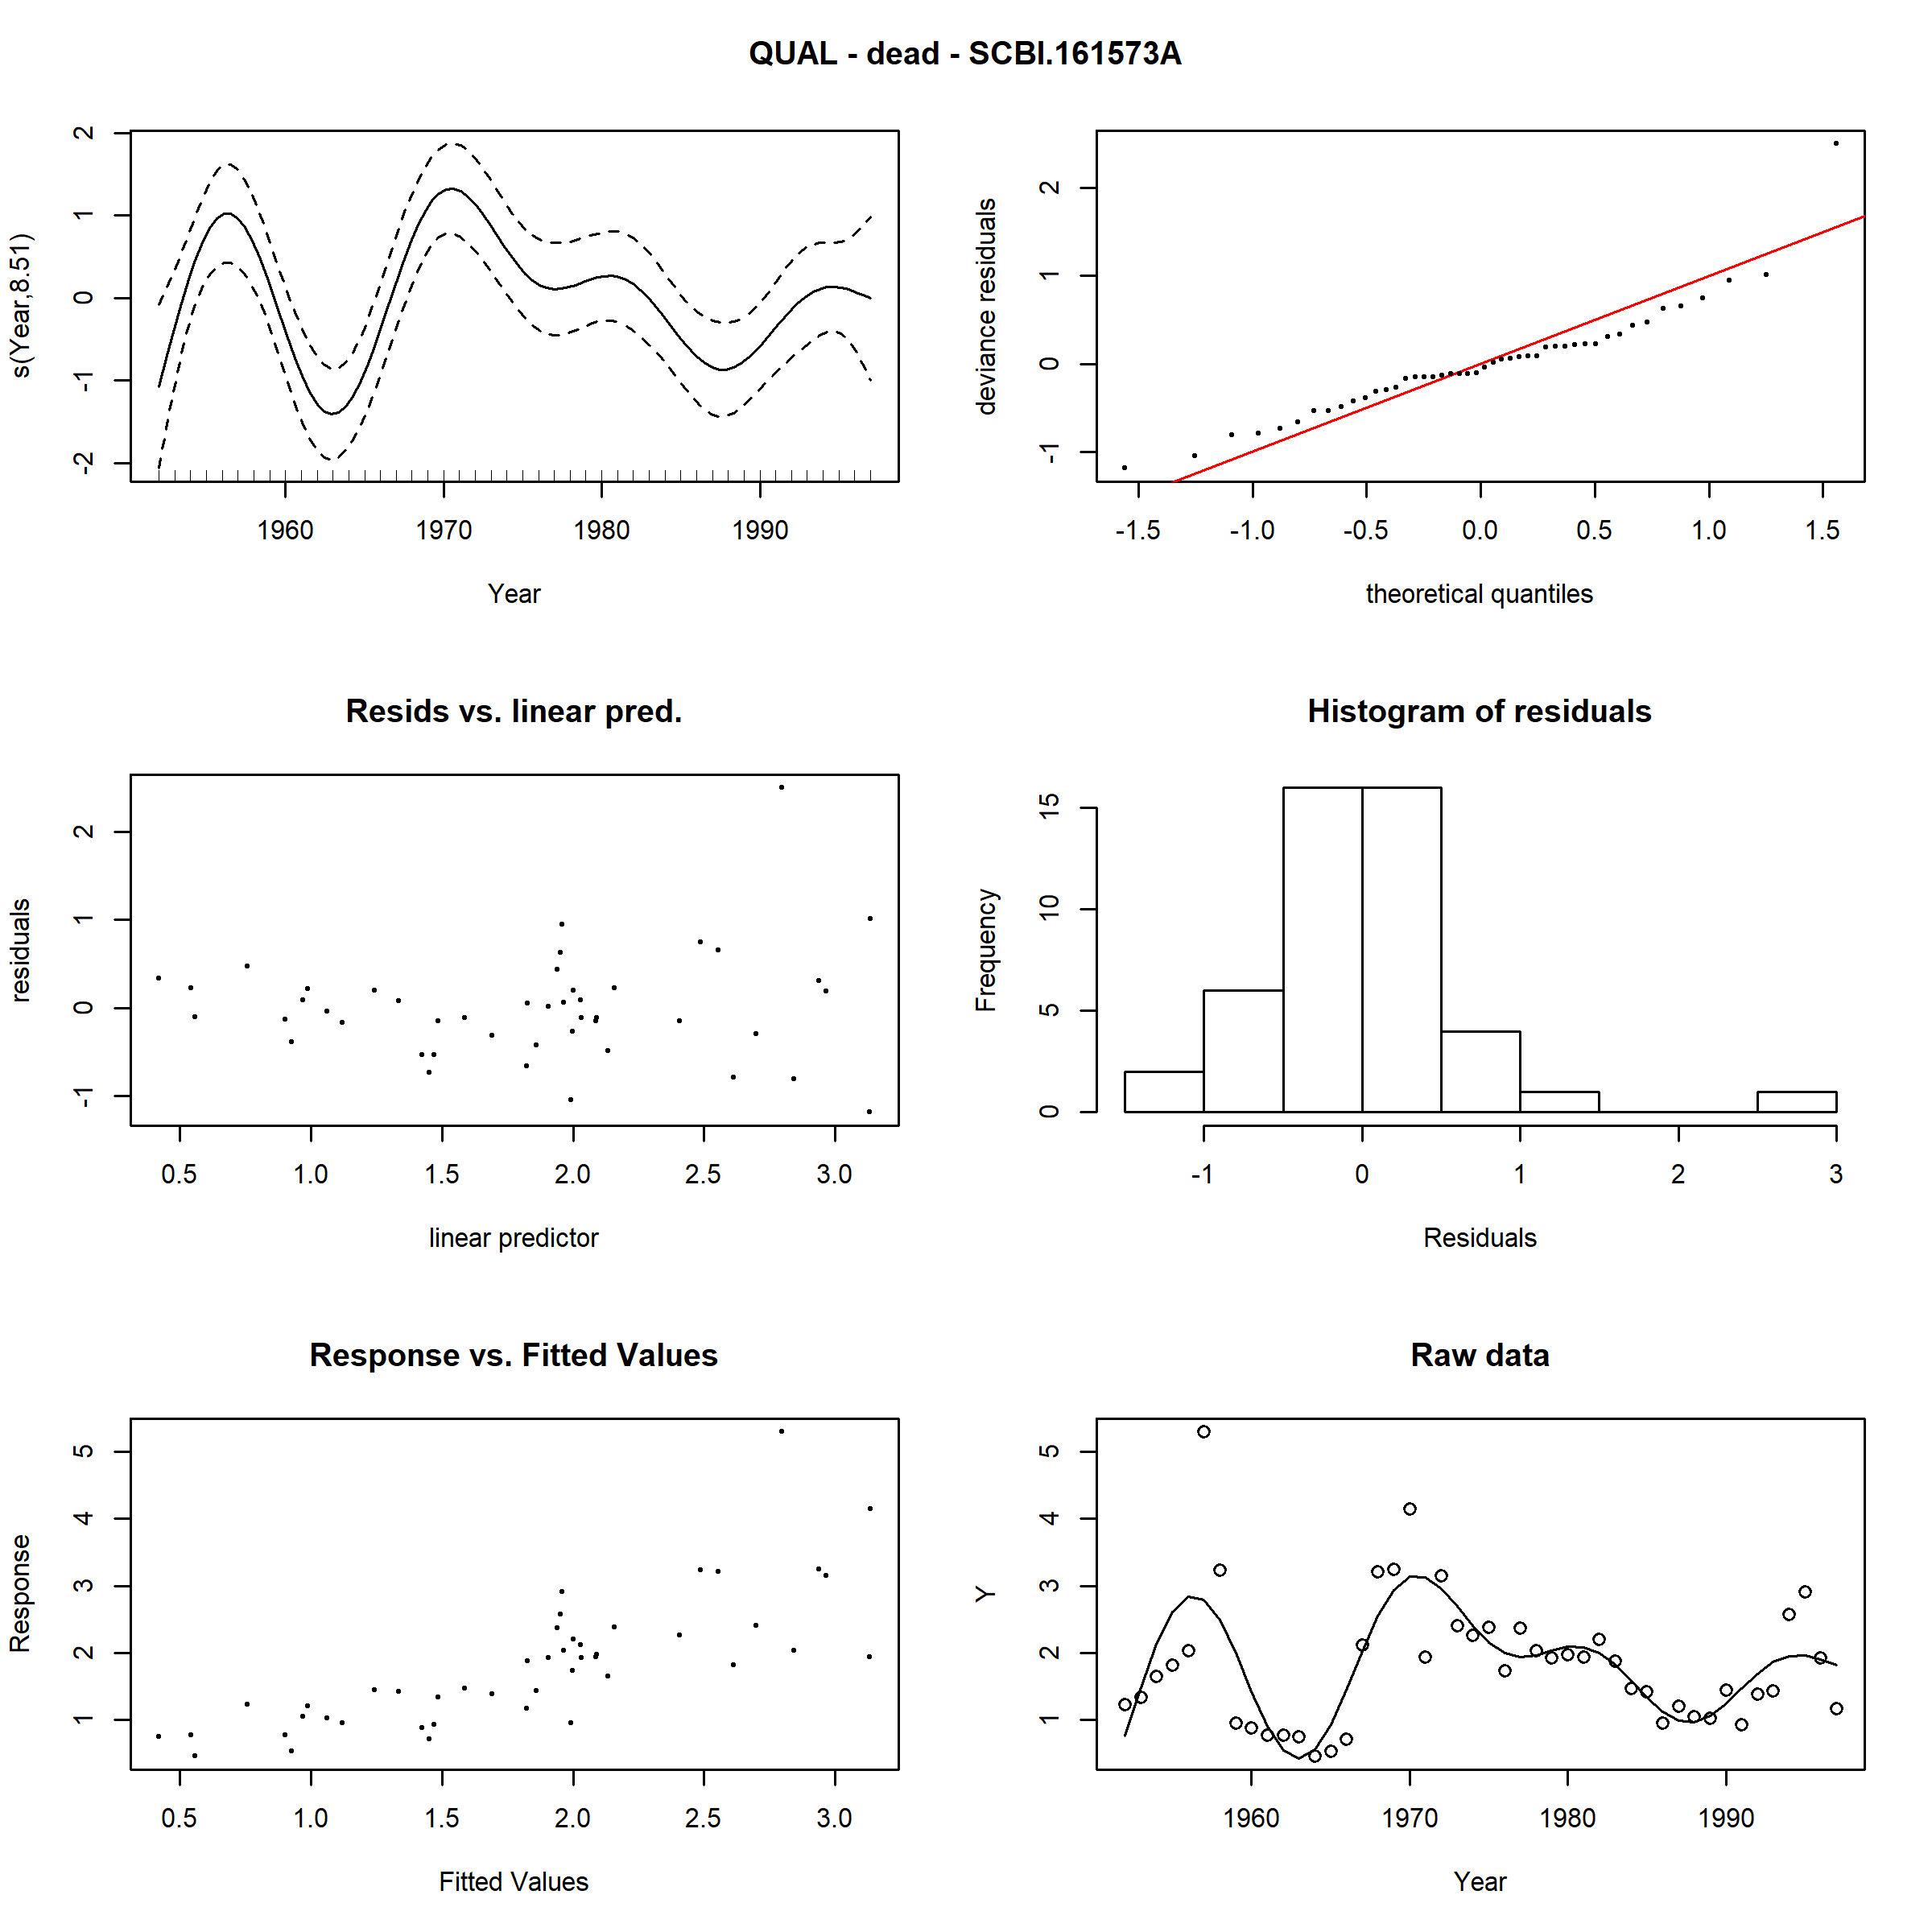 QUAL - dead - SCBI.161573A
s(Year,8.51)
2
1
0
-1
-2
1960 1970 1980 1990
Year
deviance residuals
2
1
0
-1
-1.5 -1.0 -0.5 0.0 0.5 1.0 1.5
theoretical quantiles
Resids vs. linear pred.
residuals
2
1
0
-1
0.5 1.0 1.5 2.0 2.5 3.0
linear predictor
Histogram of residuals
Frequency
15
10
5
0
-1 0 1 2 3
Residuals
Response vs. Fitted Values
Response
5
4
3
2
1
0.5 1.0 1.5 2.0 2.5 3.0
Fitted Values
Raw data
Y
5
4
3
2
1
1960 1970 1980 1990
Year